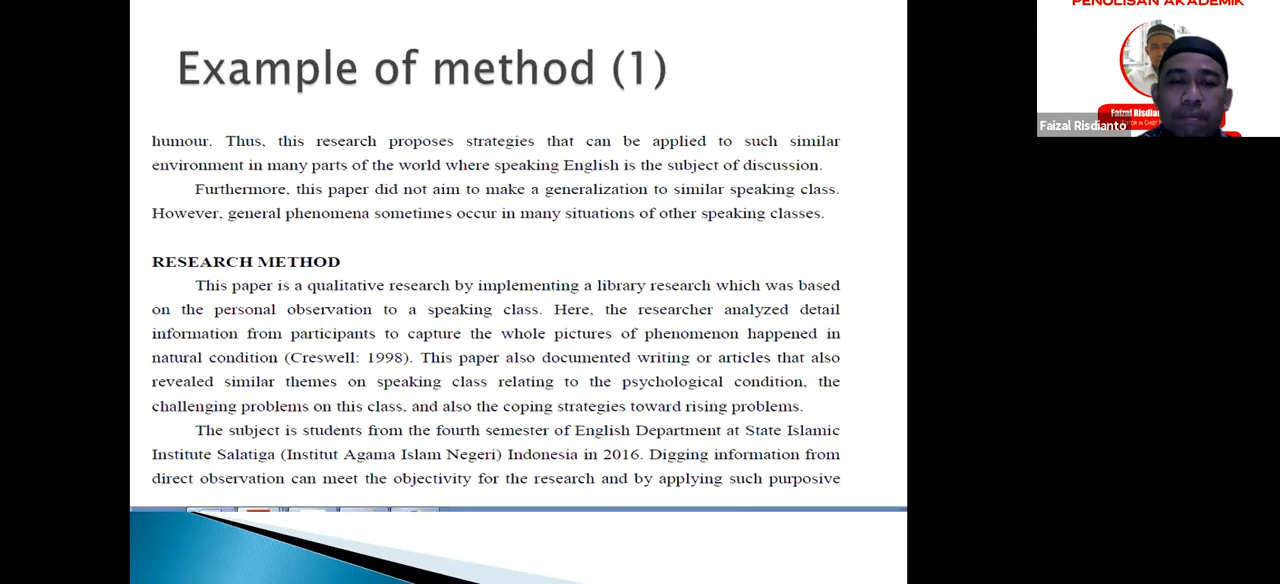 Example of method (1)
humour. Thus, this research proposes strategies that can be applied to such similar
environment in many parts of the world where speaking English is the subject of discussion.
Furthermore, this paper did not aim to make a generalization to similar speaking class.
However, general phenomena sometimes occur in many situations of other speaking classes.
RESEARCH METHOD
This paper is a qualitative research by implementing a library research which was based
on the personal observation to a speaking class. Here, the researcher analyzed detail
information from participants to capture the whole pictures of phenomenon happened in
natural condition (Creswell: 1998). This paper also documented writing or articles that also
revealed similar themes on speaking class relating to the psychological condition, the
challenging problems on this class, and also the coping strategies toward rising problems.
The subject is students from the fourth semester of English Department at State Islamic
Institute Salatiga (Institut Agama Islam Negeri) Indonesia in 2016. Digging information from
direct observation can meet the objectivity for the research and by applying such purposive
PENULISAN AKADEMIK
Faizal
Faizal Risdianto